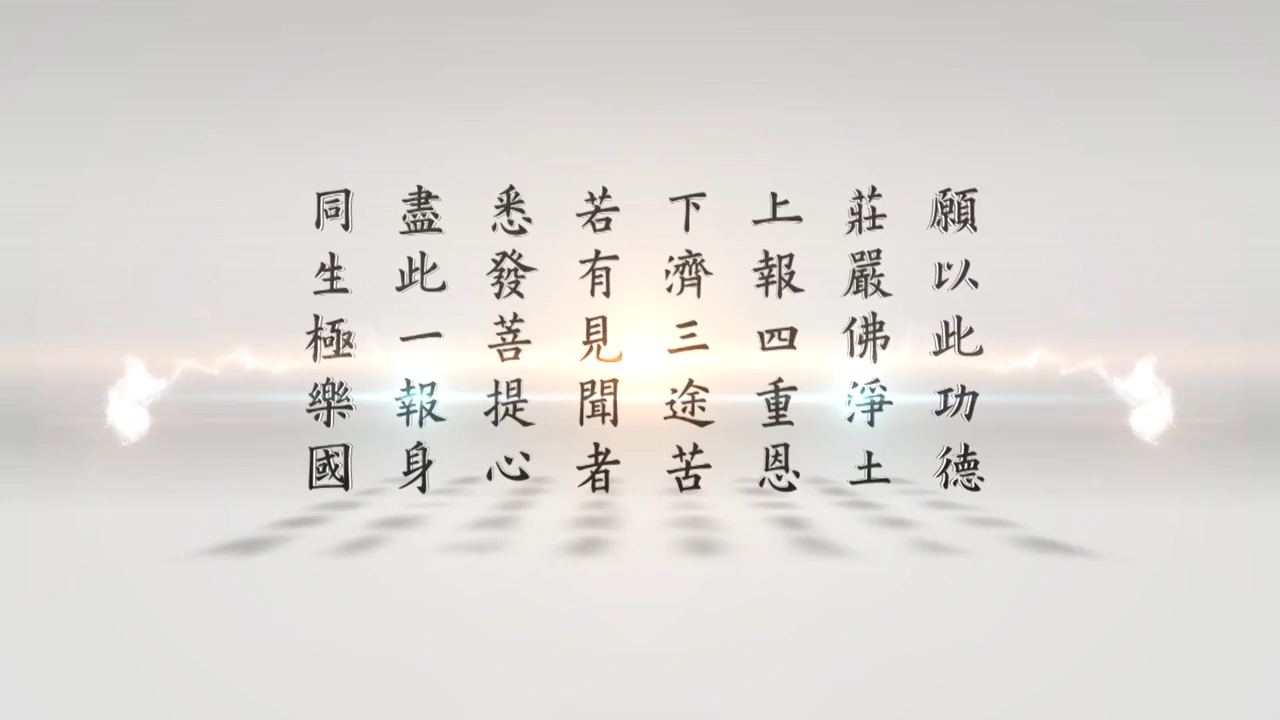 願以此功德
莊嚴佛淨土
上報四重恩
下濟三途苦
若有見聞者
悉發菩提心
盡此一報身
同生極樂國